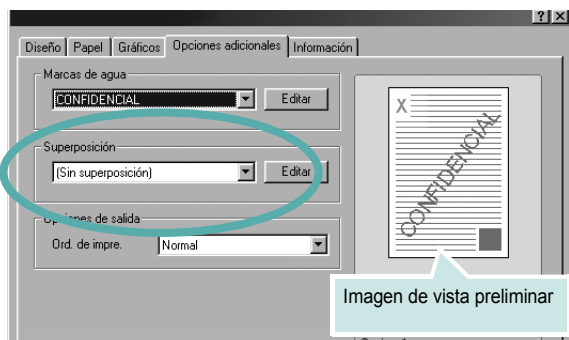 ? X
Diseño Papel Gráficos Opciones adicionales Información
Marcas de agua
CONFIDENCIAL Editar
Superposición
(Sin superposición) Editar
Opciones de salida
Ord. de impre. Normal
X
CONFIDENCIAL
Imagen de vista preliminar